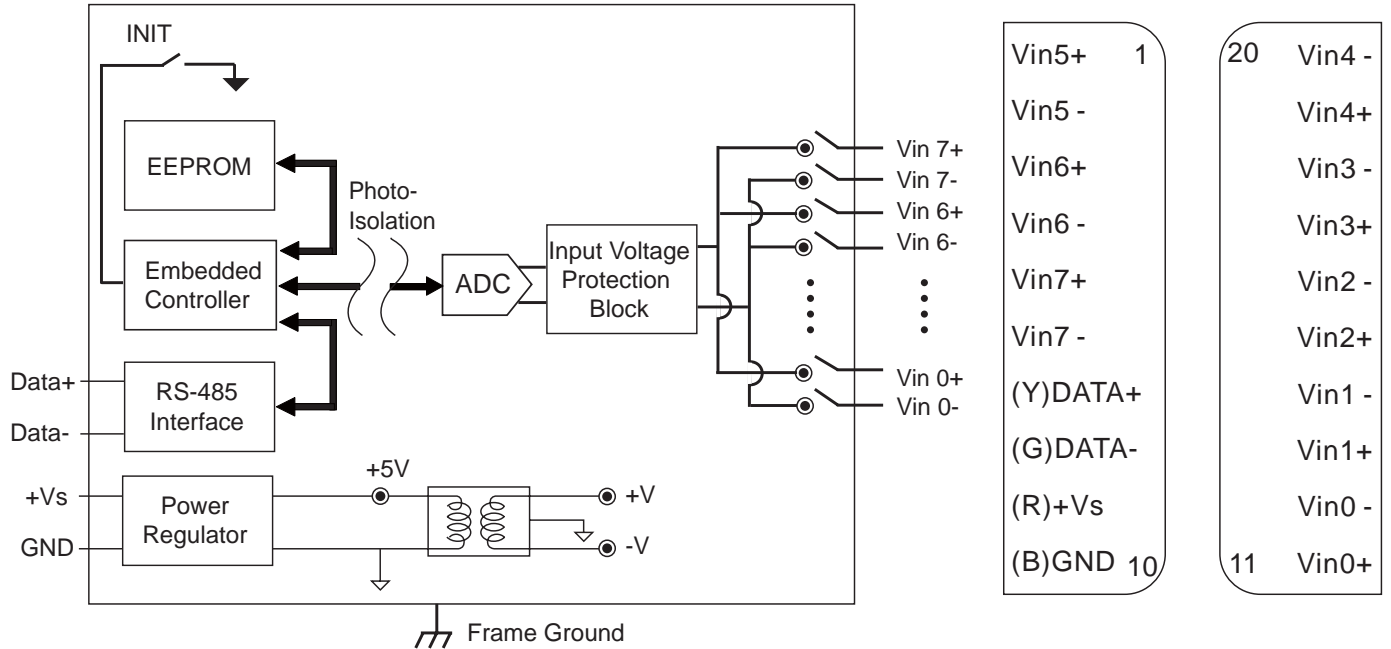 INIT
EEPROM
Photo-
Isolation
Embedded
Controller
ADC
Input Voltage
Protection
Block
Vin 7+
Vin 7-
Vin 6+
Vin 6-
Vin 0+
Vin 0-
Data+
Data-
RS-485
Interface
+Vs
GND
Power
Regulator
+5V
+V
-V
Frame Ground
Vin5+ 1
Vin5 -
Vin6+
Vin6 -
Vin7+
Vin7 -
(Y)DATA+
(G)DATA-
(R)+Vs
(B)GND 10
20 Vin4 -
Vin4+
Vin3 -
Vin3+
Vin2 -
Vin2+
Vin1 -
Vin1+
Vin0 -
11 Vin0+